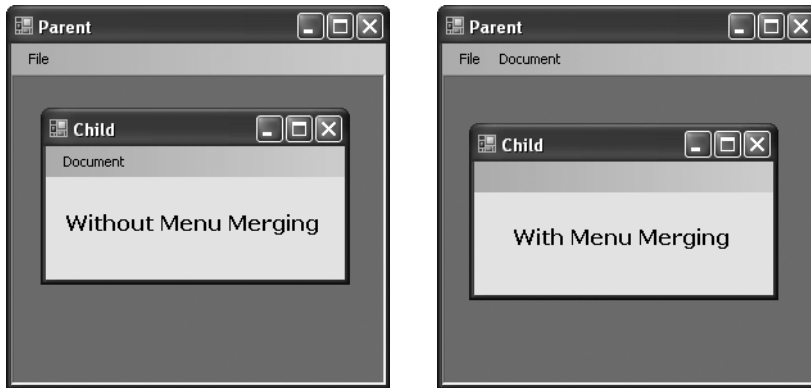 Parent
File
Child
Document
Without Menu Merging
Parent
File Document
Child
With Menu Merging